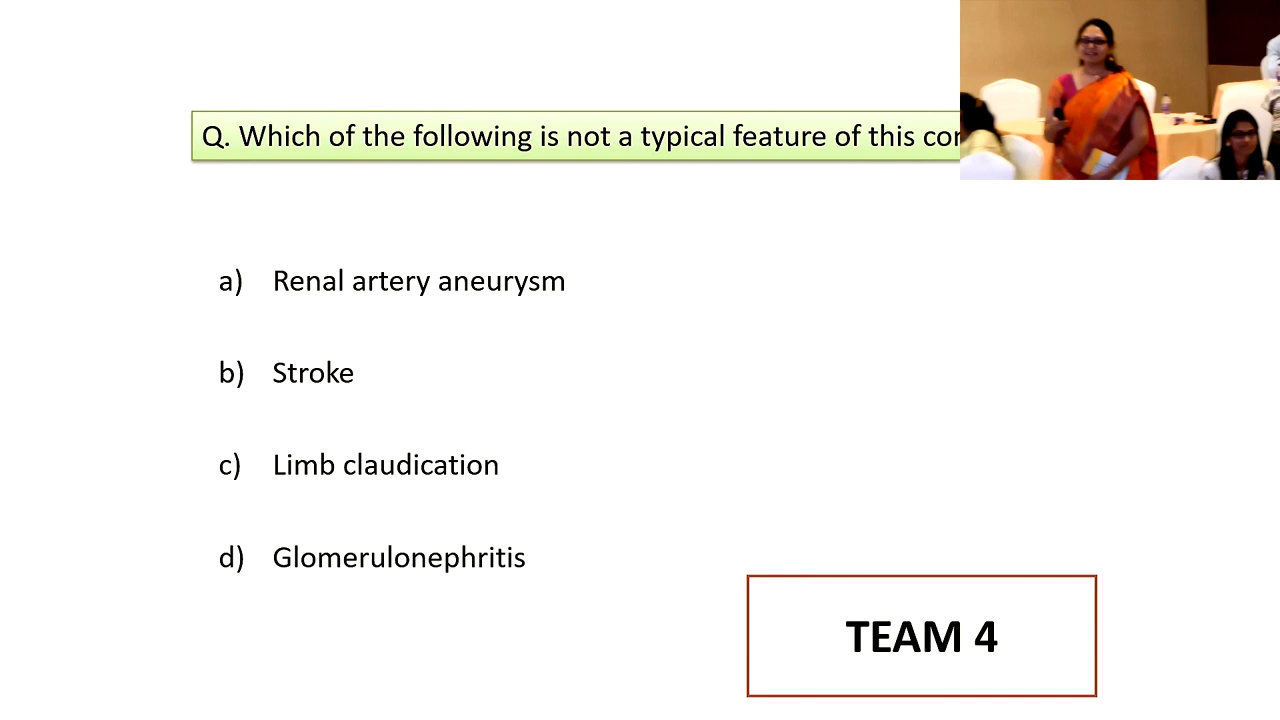 Q. Which of the following is not a typical feature of this
a) Renal artery aneurysm
b) Stroke
c) Limb claudication
d) Glomerulonephritis
TEAM 4